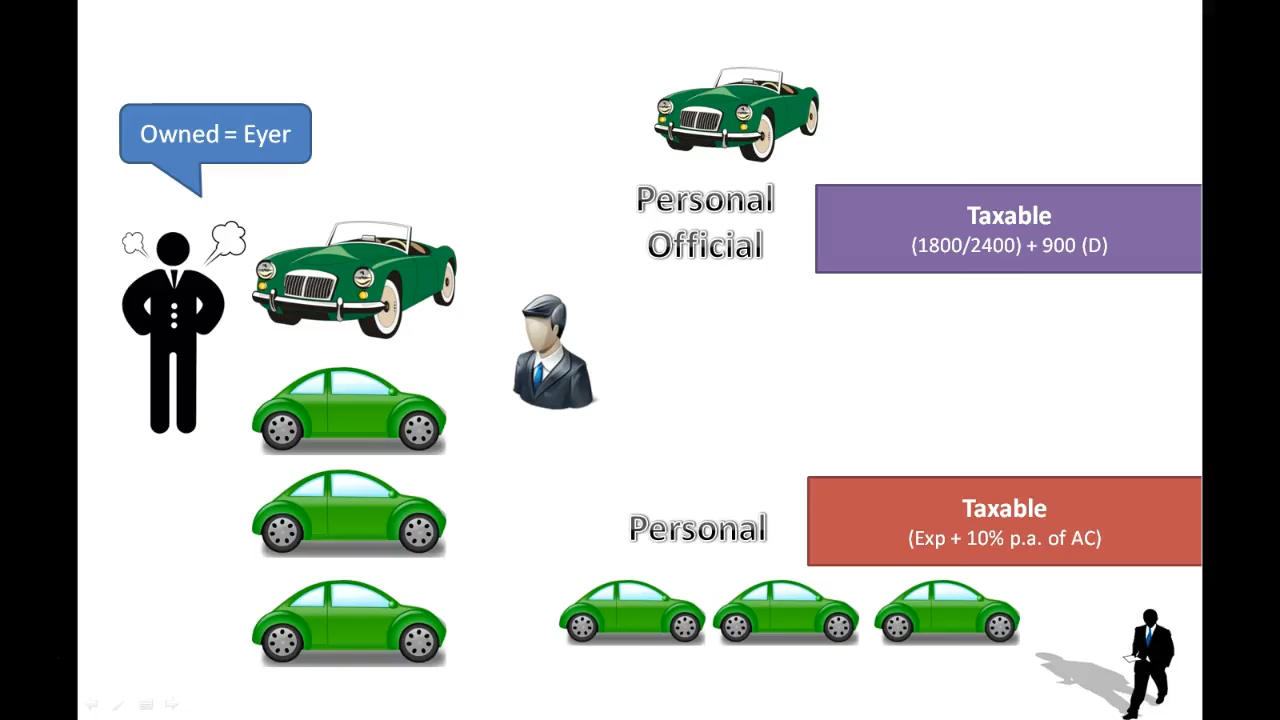 Owned = Eyer
Personal
Official
Taxable
(1800/2400) + 900 (D)
Personal
Taxable
(Exp + 10% p.a. of AC)